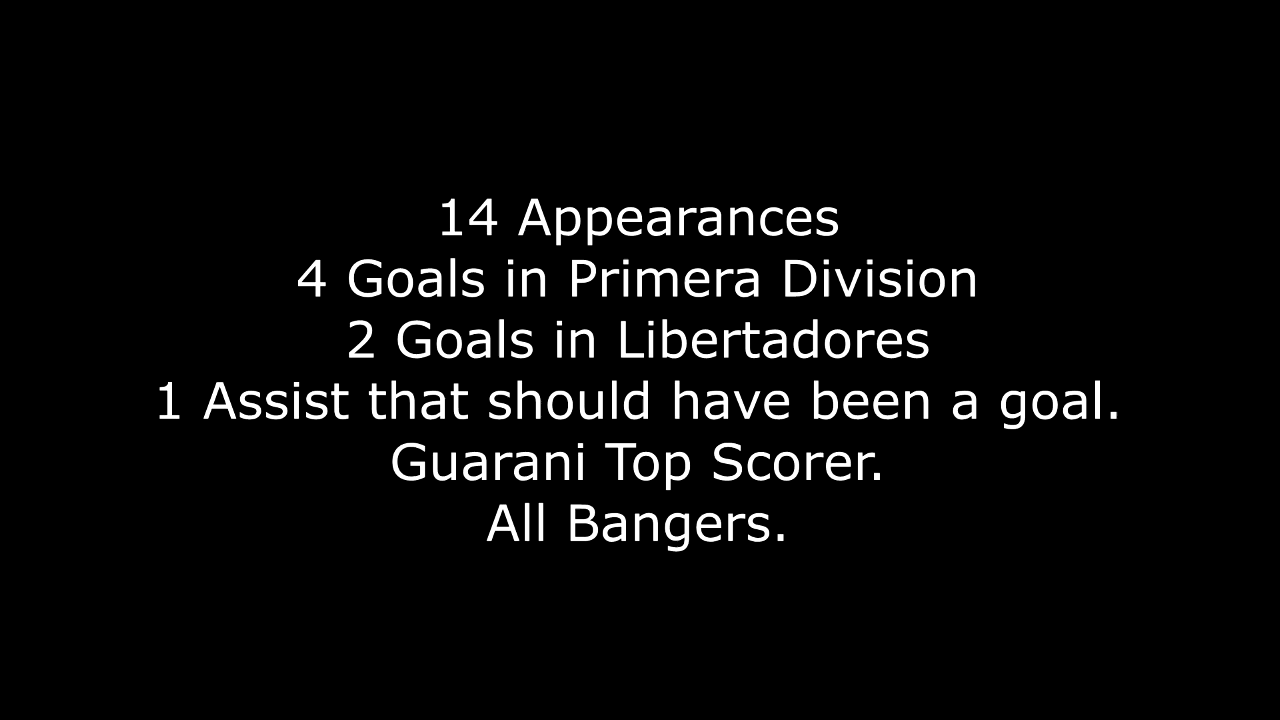 14 Appearances
4 Goals in Primera Division
2 Goals in Libertadores
1 Assist that should have been a goal.
Guarani Top Scorer.
All Bangers.